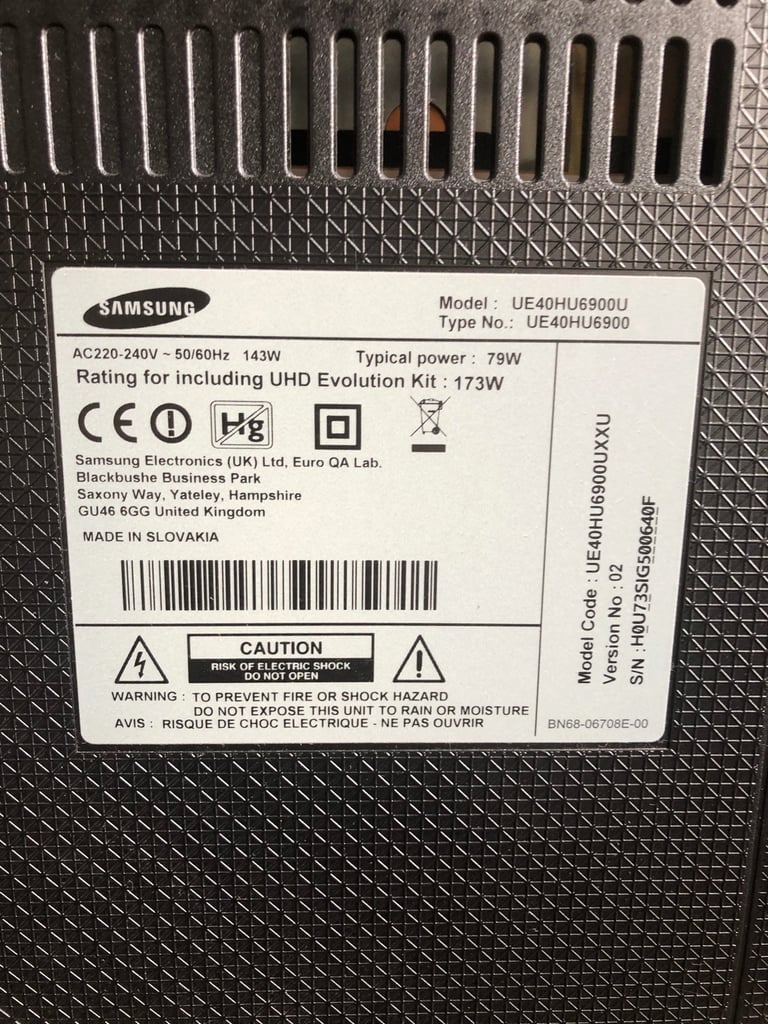 SAMSUNG
Model : UE40HU6900U
Type No.: UE40HU6900
AC220-240V ~ 50/60Hz 143W Typical power : 79W
Rating for including UHD Evolution Kit : 173W
CE Hg
Samsung Electronics (UK) Ltd, Euro QA Lab.
Blackbushe Business Park
Saxony Way, Yateley, Hampshire
GU46 6GG United Kingdom
MADE IN SLOVAKIA
CAUTION
RISK OF ELECTRIC SHOCK
DO NOT OPEN
WARNING : TO PREVENT FIRE OR SHOCK HAZARD
DO NOT EXPOSE THIS UNIT TO RAIN OR MOISTURE
AVIS : RISQUE DE CHOC ELECTRIQUE - NE PAS OUVRIR
Model Code : UE40HU6900UXXU
Version No : 02
S/N : H0U73SIG500640F
BN68-06708E-00